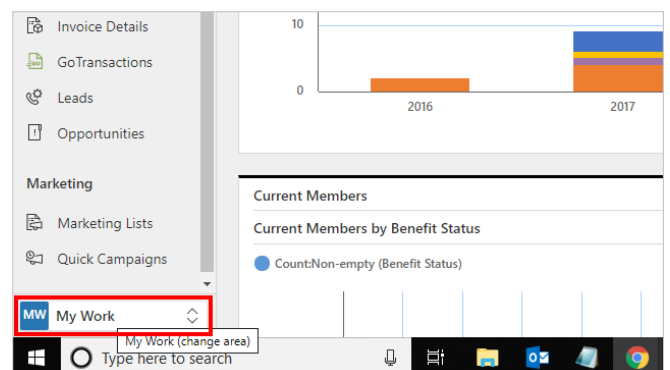 Invoice Details
GoTransactions
Leads
Opportunities
Marketing
Marketing Lists
Quick Campaigns
MW My Work
My Work (change area)
Type here to search
10
0
2016 2017
Current Members
Current Members by Benefit Status
Count:Non-empty (Benefit Status)